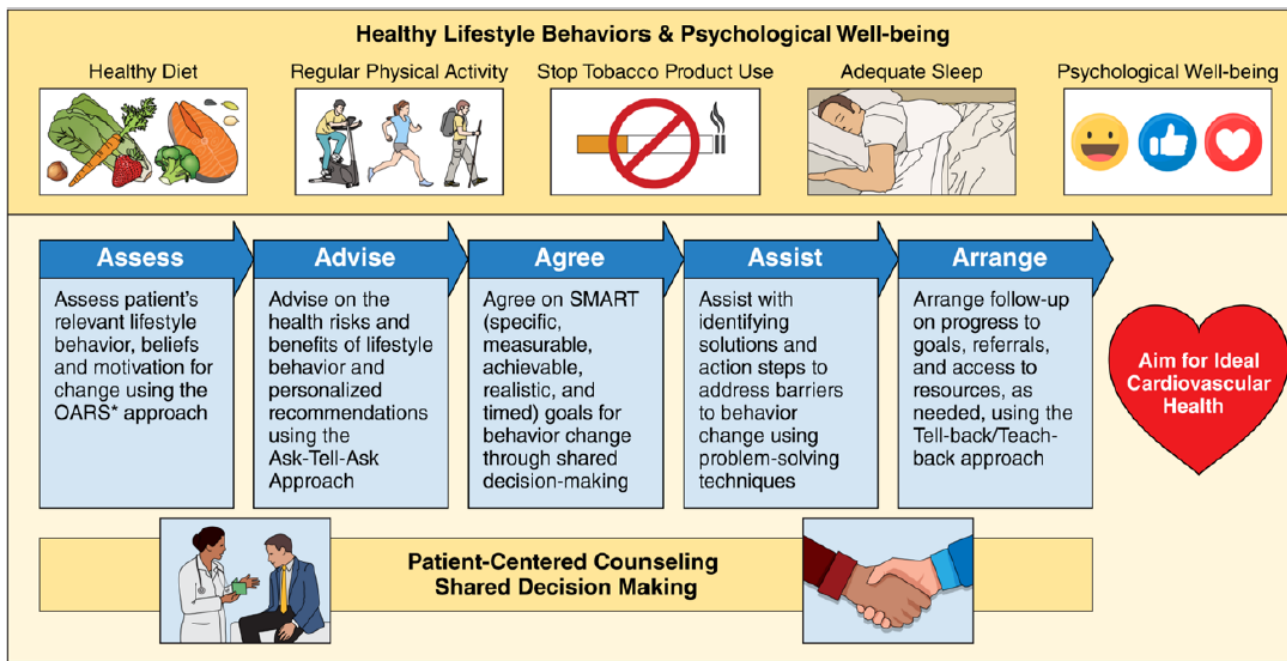 Healthy Lifestyle Behaviors & Psychological Well-being
Healthy Diet
Regular Physical Activity
Stop Tobacco Product Use
Adequate Sleep
Psychological Well-being
Assess
Assess patient's
relevant lifestyle
behavior, beliefs
and motivation for
change using the
OARS* approach
Advise
Advise on the
health risks and
benefits of lifestyle
behavior and
personalized
recommendations
using the
Ask-Tell-Ask
Approach
Agree
Agree on SMART
(specific,
measurable,
achievable,
realistic, and
timed) goals for
behavior change
through shared
decision-making
Assist
Assist with
identifying
solutions and
action steps to
address barriers
to behavior
change using
problem-solving
techniques
Arrange
Arrange follow-up
on progress to
goals, referrals,
and access to
resources, as
needed, using the
Tell-back/Teach-
back approach
Aim for Ideal
Cardiovascular
Health
Patient-Centered Counseling
Shared Decision Making